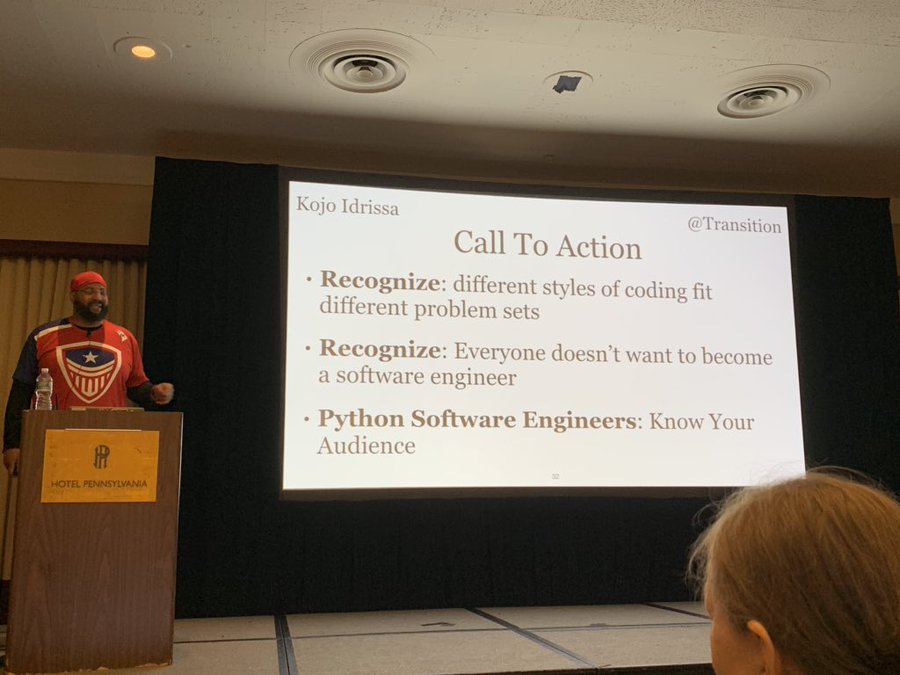 Kojo Idrissa
@Transition
Call To Action
• Recognize: different styles of coding fit
different problem sets
• Recognize: Everyone doesn't want to become
a software engineer
• Python Software Engineers: Know Your
Audience
32
HOTEL PENNSYLVANIA